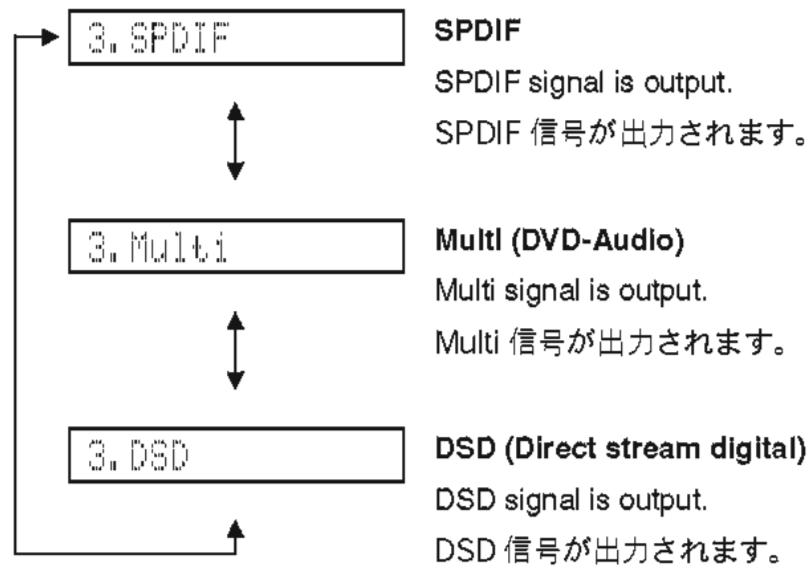 3. SPDIF
SPDIF
SPDIF signal is output.
SPDIF 信号が出力されます。
3. Multi
Multi (DVD-Audio)
Multi signal is output.
Multi 信号が出力されます。
3. DSD
DSD (Direct stream digital)
DSD signal is output.
DSD 信号が出力されます。